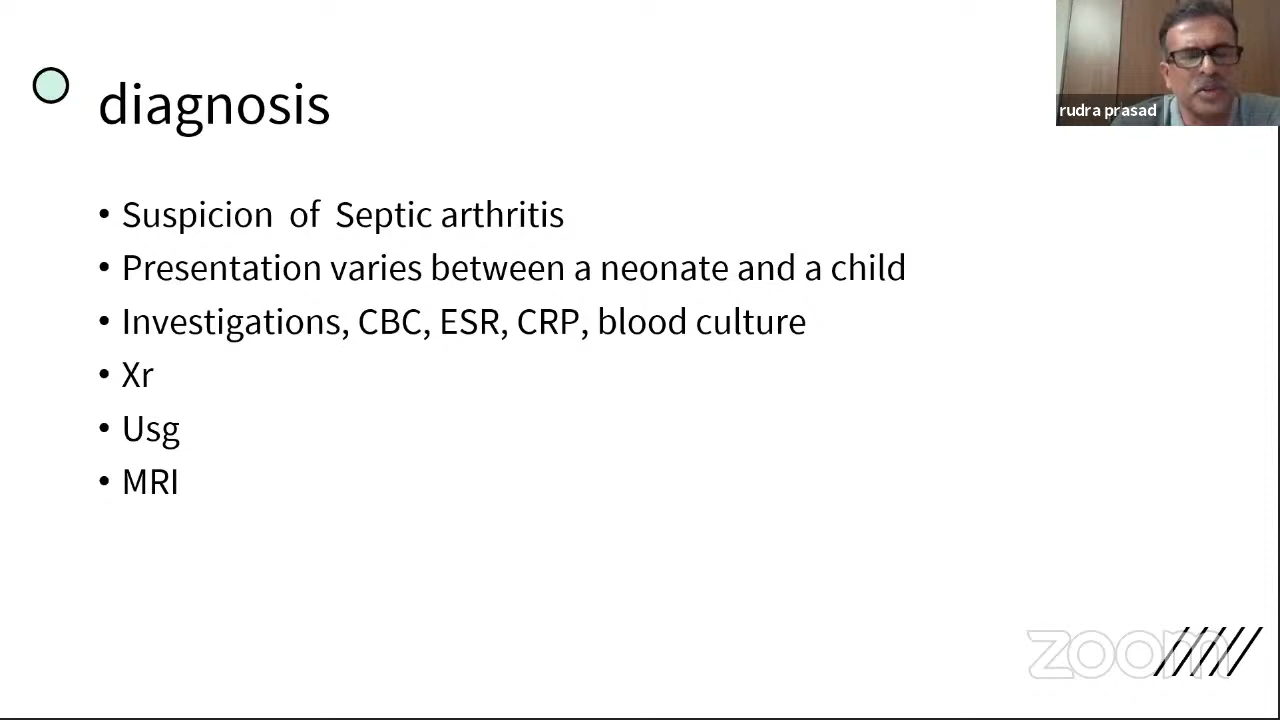 diagnosis
rudra prasad
• Suspicion of Septic arthritis
• Presentation varies between a neonate and a child
• Investigations, CBC, ESR, CRP, blood culture
• Xr
• Usg
• MRI
zoom